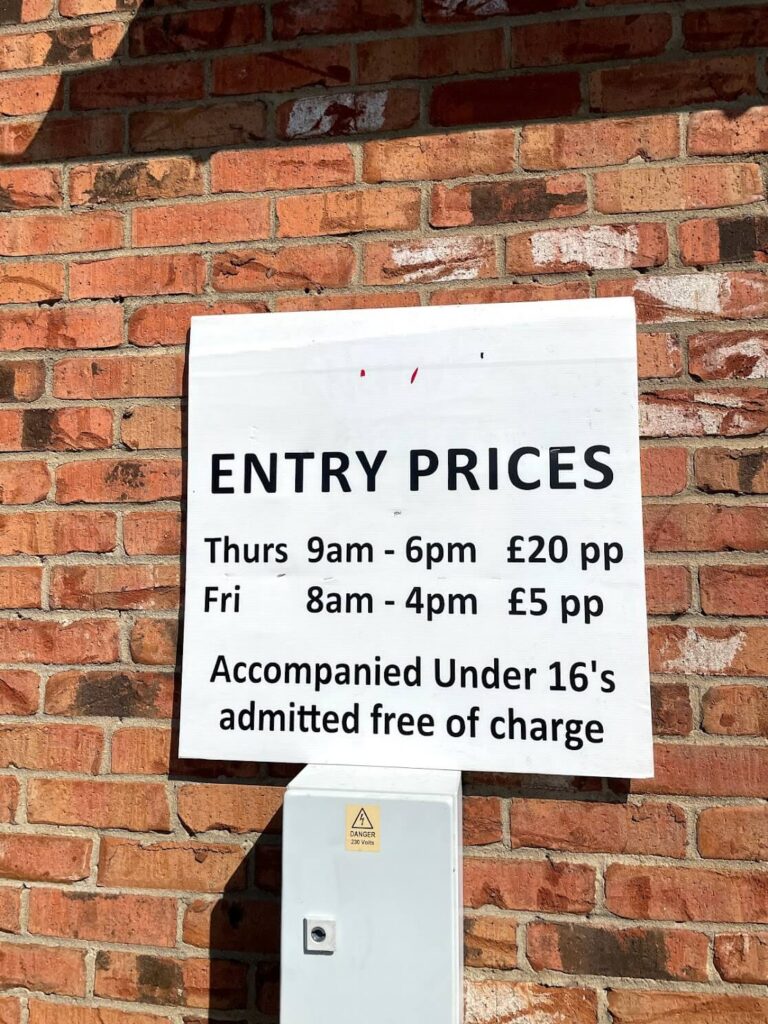 ENTRY PRICES
Thurs 9am - 6pm £20 pp
Fri 8am - 4pm £5 pp
Accompanied Under 16's
admitted free of charge
DANGER
230 Volts